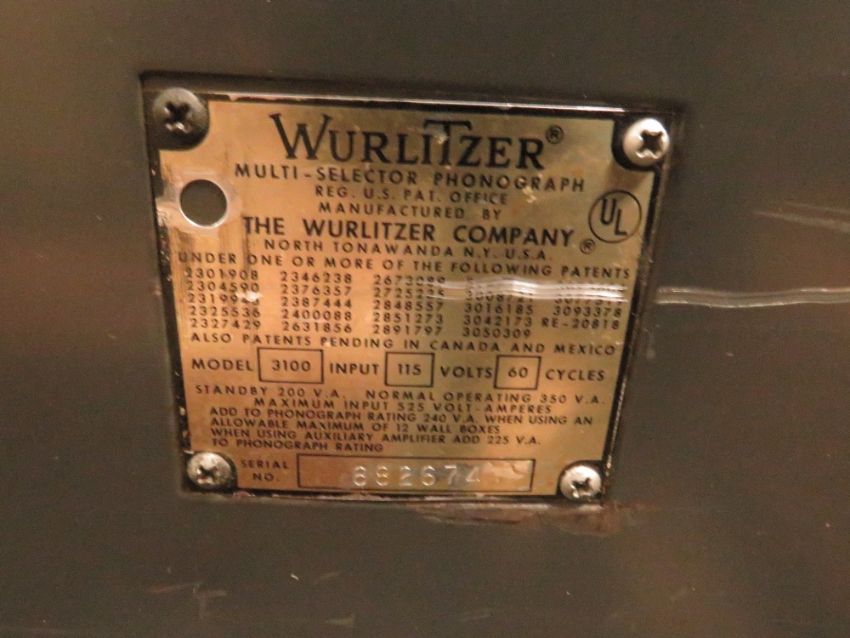 WURLITZER®
MULTI-SELECTOR PHONOGRAPH
REG. U.S. PAT. OFFICE
MANUFACTURED BY
UL
THE WURLITZER COMPANY ®
NORTH TONAWANDA N.Y. U.S.A.
UNDER ONE OR MORE OF THE FOLLOWING PATENTS
2301908 2346238
2304590 2376357
2387444 2848557 3016185 3093378
2325536 2400088 2851273 3042173 RE-20818
2327429 2631856 2891797 3050309
ALSO PATENTS PENDING IN CANADA AND MEXICO
MODEL 3100 INPUT 115 VOLTS 60 CYCLES
STANDBY 200 V.A. NORMAL OPERATING 350 V.A.
MAXIMUM INPUT 525 VOLT-AMPERES
ADD TO PHONOGRAPH RATING 240 V.A. WHEN USING AN
ALLOWABLE MAXIMUM OF 12 WALL BOXES
WHEN USING AUXILIARY AMPLIFIER ADD 225 V.A.
TO PHONOGRAPH RATING
SERIAL NO. 882674